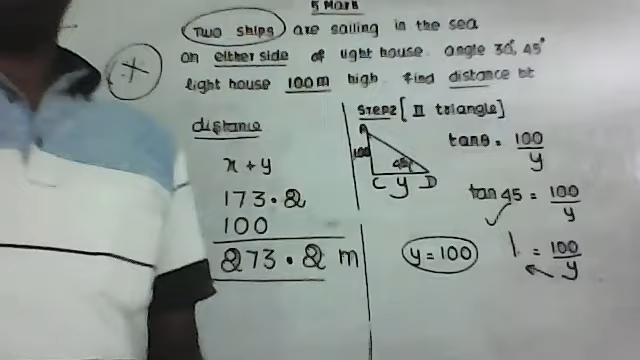 5 Mark
Two ships are sailing in the sea
on either side of light house. angle 30°, 45°
light house 100m high. find distance bt
distance
x + y
173.2
100
273.2 m
Step2 [ II triangle]
A
100
45
C y D
tanθ = 100/y
tan 45 = 100/y
1 = 100/y
y = 100